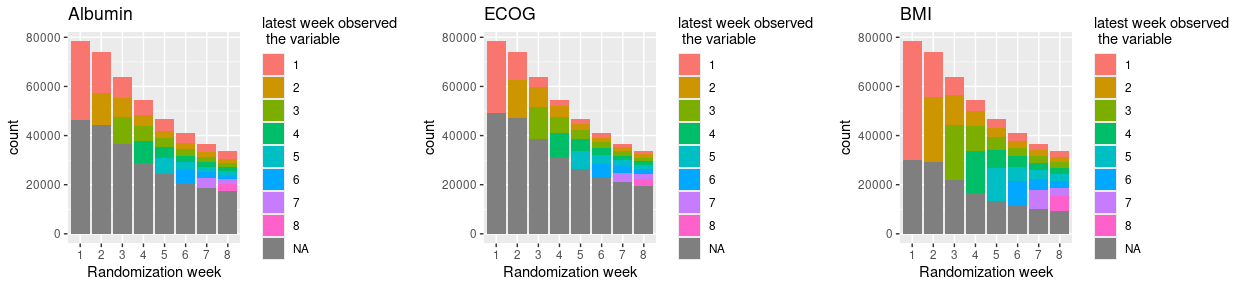 Albumin
80000
60000
40000
20000
0
count
1 2 3 4 5 6 7 8
Randomization week
latest week observed
the variable
1
2
3
4
5
6
7
8
NA
ECOG
80000
60000
40000
20000
0
count
1 2 3 4 5 6 7 8
Randomization week
latest week observed
the variable
1
2
3
4
5
6
7
8
NA
BMI
80000
60000
40000
20000
0
count
1 2 3 4 5 6 7 8
Randomization week
latest week observed
the variable
1
2
3
4
5
6
7
8
NA